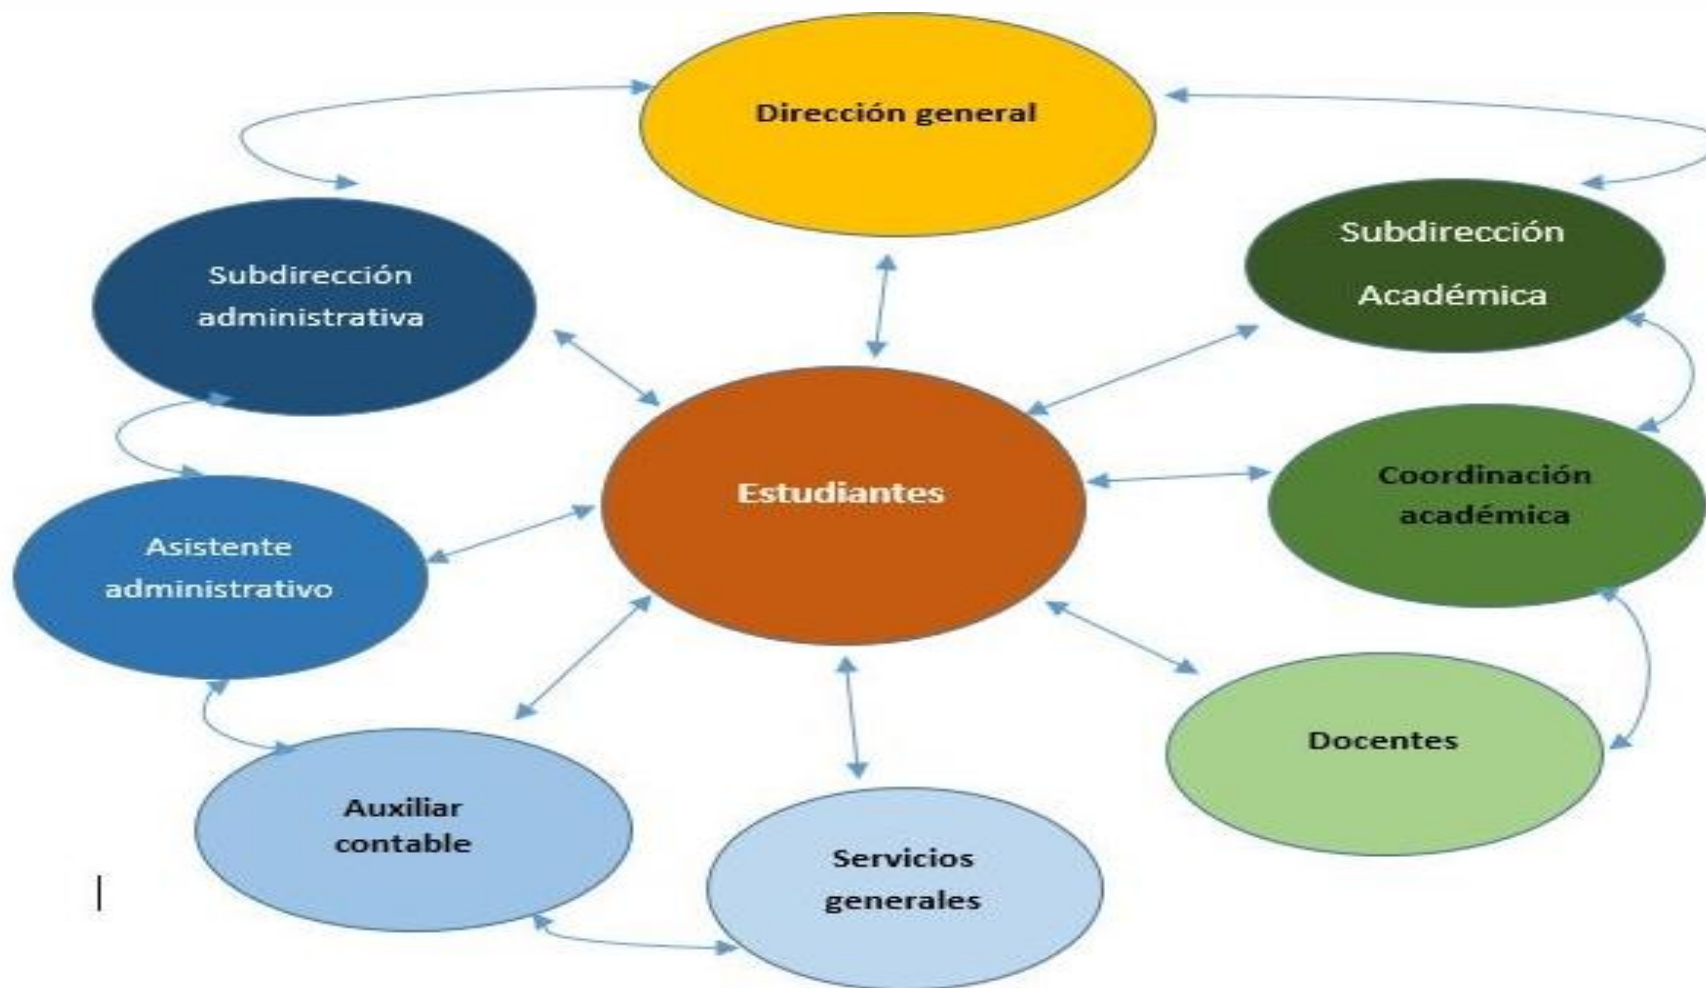 Dirección general
Subdirección
administrativa
Subdirección
Académica
Estudiantes
Coordinación
académica
Asistente
administrativo
Docentes
Auxiliar
contable
Servicios
generales